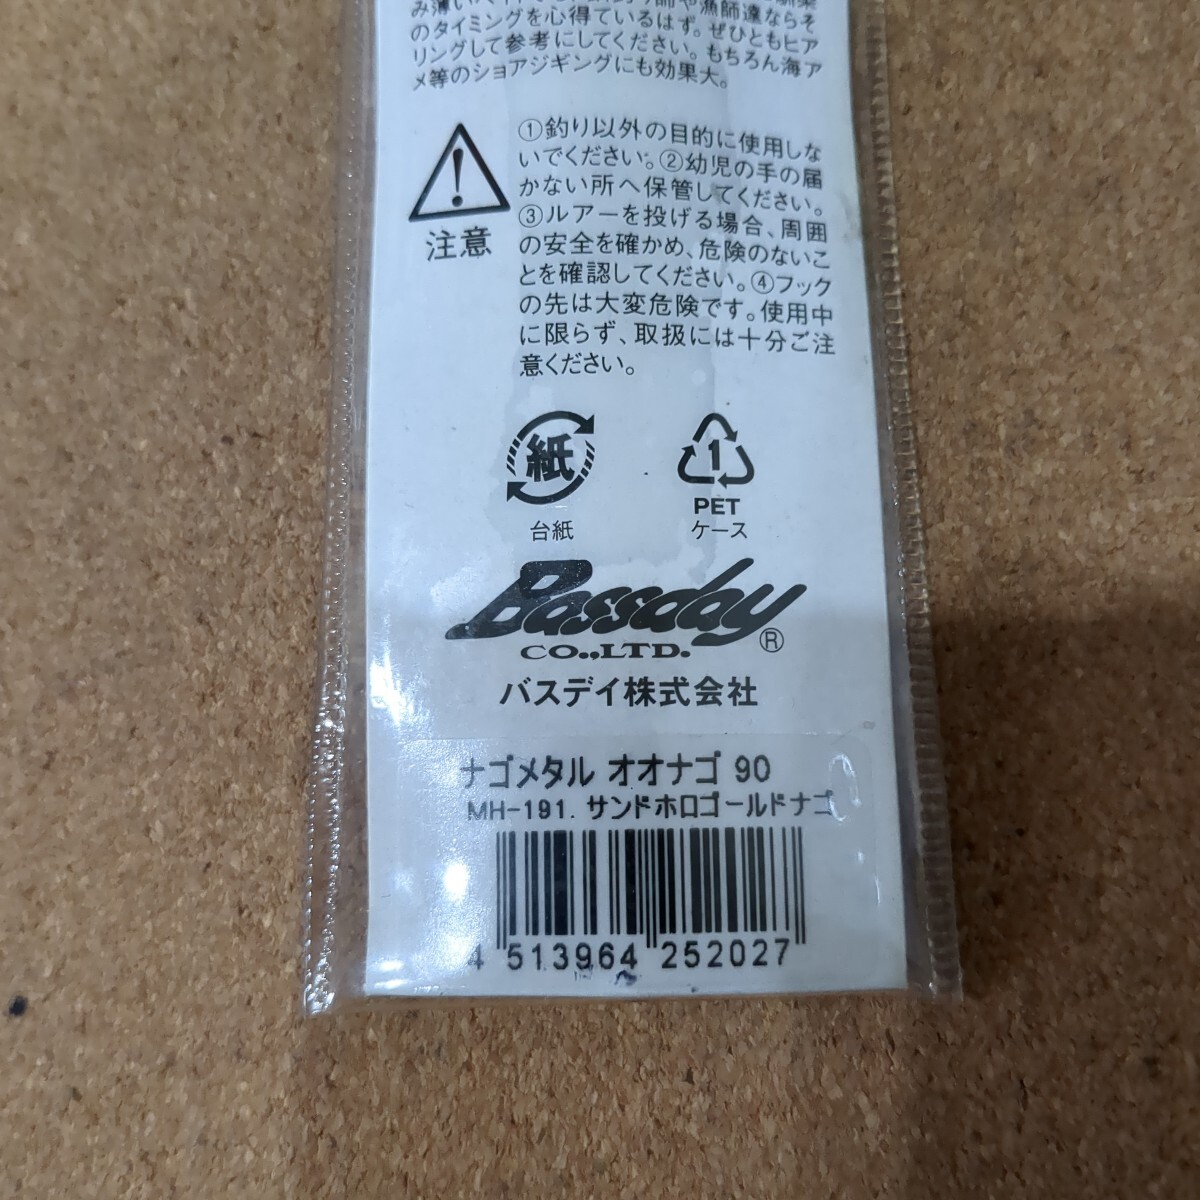 や漁師達ならそ
のタイミングを心得ているはず。ぜひともヒア
リングして参考にしてください。もちろん海ア
メ等のショアジギングにも効果大。
①釣り以外の目的に使用しな
いでください。②幼児の手の届
かない所へ保管してください。
③ルアーを投げる場合、周囲
の安全を確かめ、危険のないこ
とを確認してください。④フック
の先は大変危険です。使用中
に限らず、取扱には十分ご注
意ください。
注意
紙
台紙
1
PET
ケース
Bassday®
CO.,LTD.
バスデイ株式会社
ナゴメタル オオナゴ 90
MH-191. サンドホロゴールドナゴ
4 513964 252027